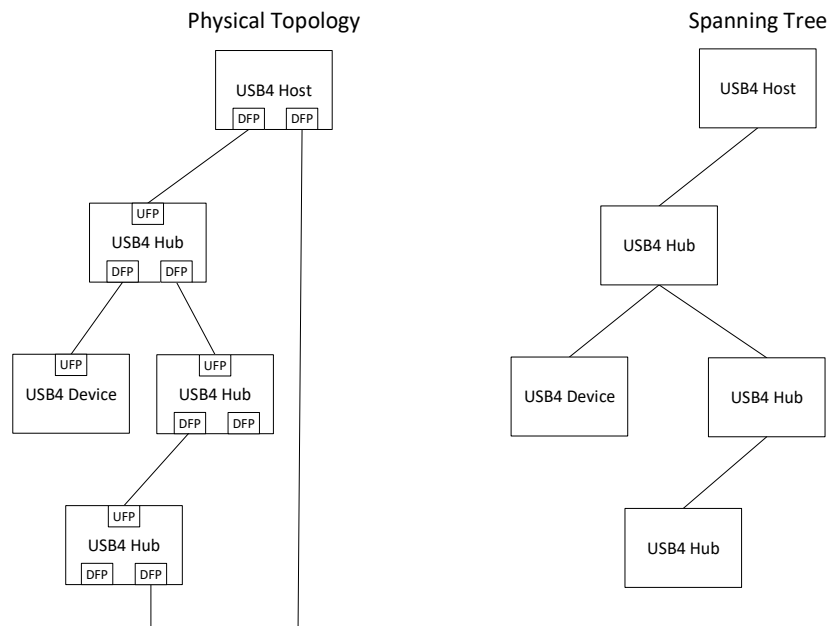 Physical Topology
USB4 Host
DFP DFP
UFP
USB4 Hub
DFP DFP
UFP
USB4 Device
UFP
USB4 Hub
DFP DFP
UFP
USB4 Hub
DFP DFP
Spanning Tree
USB4 Host
USB4 Hub
USB4 Device
USB4 Hub
USB4 Hub